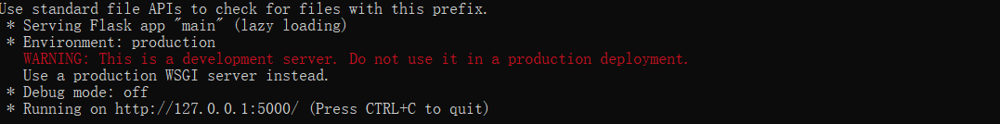 Use standard file APIs to check for files with this prefix.
* Serving Flask app "main" (lazy loading)
* Environment: production
WARNING: This is a development server. Do not use it in a production deployment.
Use a production WSGI server instead.
* Debug mode: off
* Running on http://127.0.0.1:5000/ (Press CTRL+C to quit)